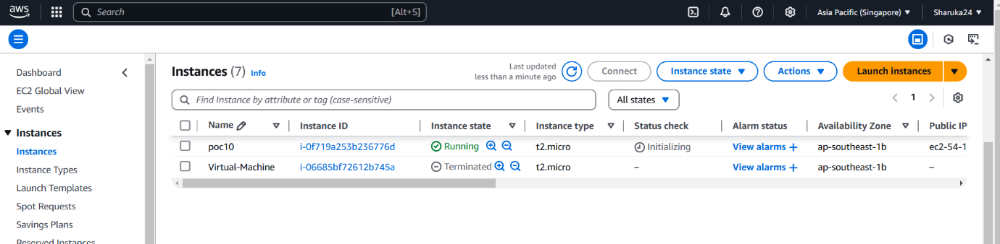 aws
Search [Alt+S]
Asia Pacific (Singapore)
Sharuka24
Dashboard
EC2 Global View
Events
Instances
Instances
Instance Types
Launch Templates
Spot Requests
Savings Plans
Reserved Instances
Instances (7) Info
Last updated
less than a minute ago
Connect
Instance state
Actions
Launch instances
Find Instance by attribute or tag (case-sensitive)
All states
1
Name Instance ID Instance state Instance type Status check Alarm status Availability Zone Public IP
poc10 i-0f719a253b236776d Running t2.micro Initializing View alarms + ap-southeast-1b ec2-54-1
Virtual-Machine i-06685bf72612b745a Terminated t2.micro – View alarms + ap-southeast-1b –